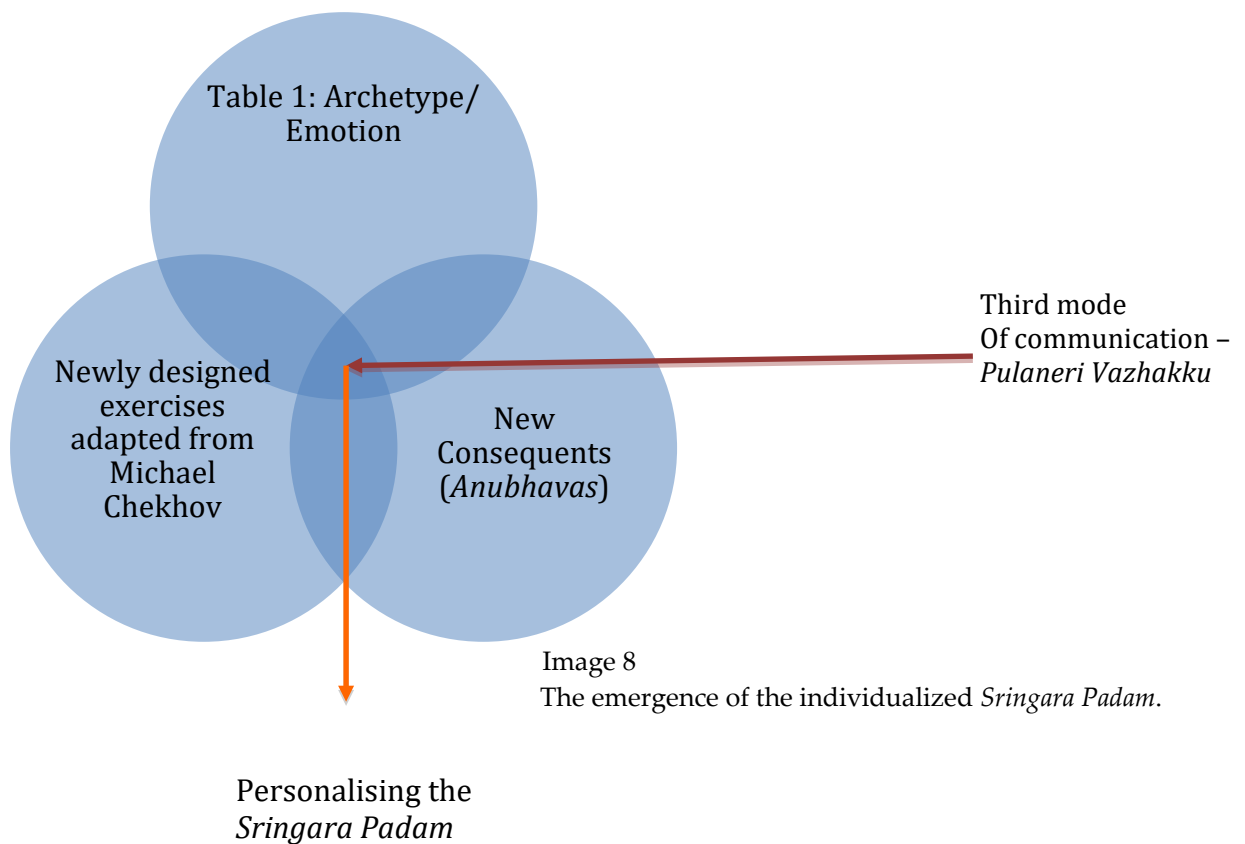 Table 1: Archetype/
Emotion
Newly designed
exercises
adapted from
Michael
Chekhov
New
Consequents
(Anubhavas)
Third mode
Of communication –
Pulaneri Vazhakku
Image 8
The emergence of the individualized Sringara Padam.
Personalising the
Sringara Padam